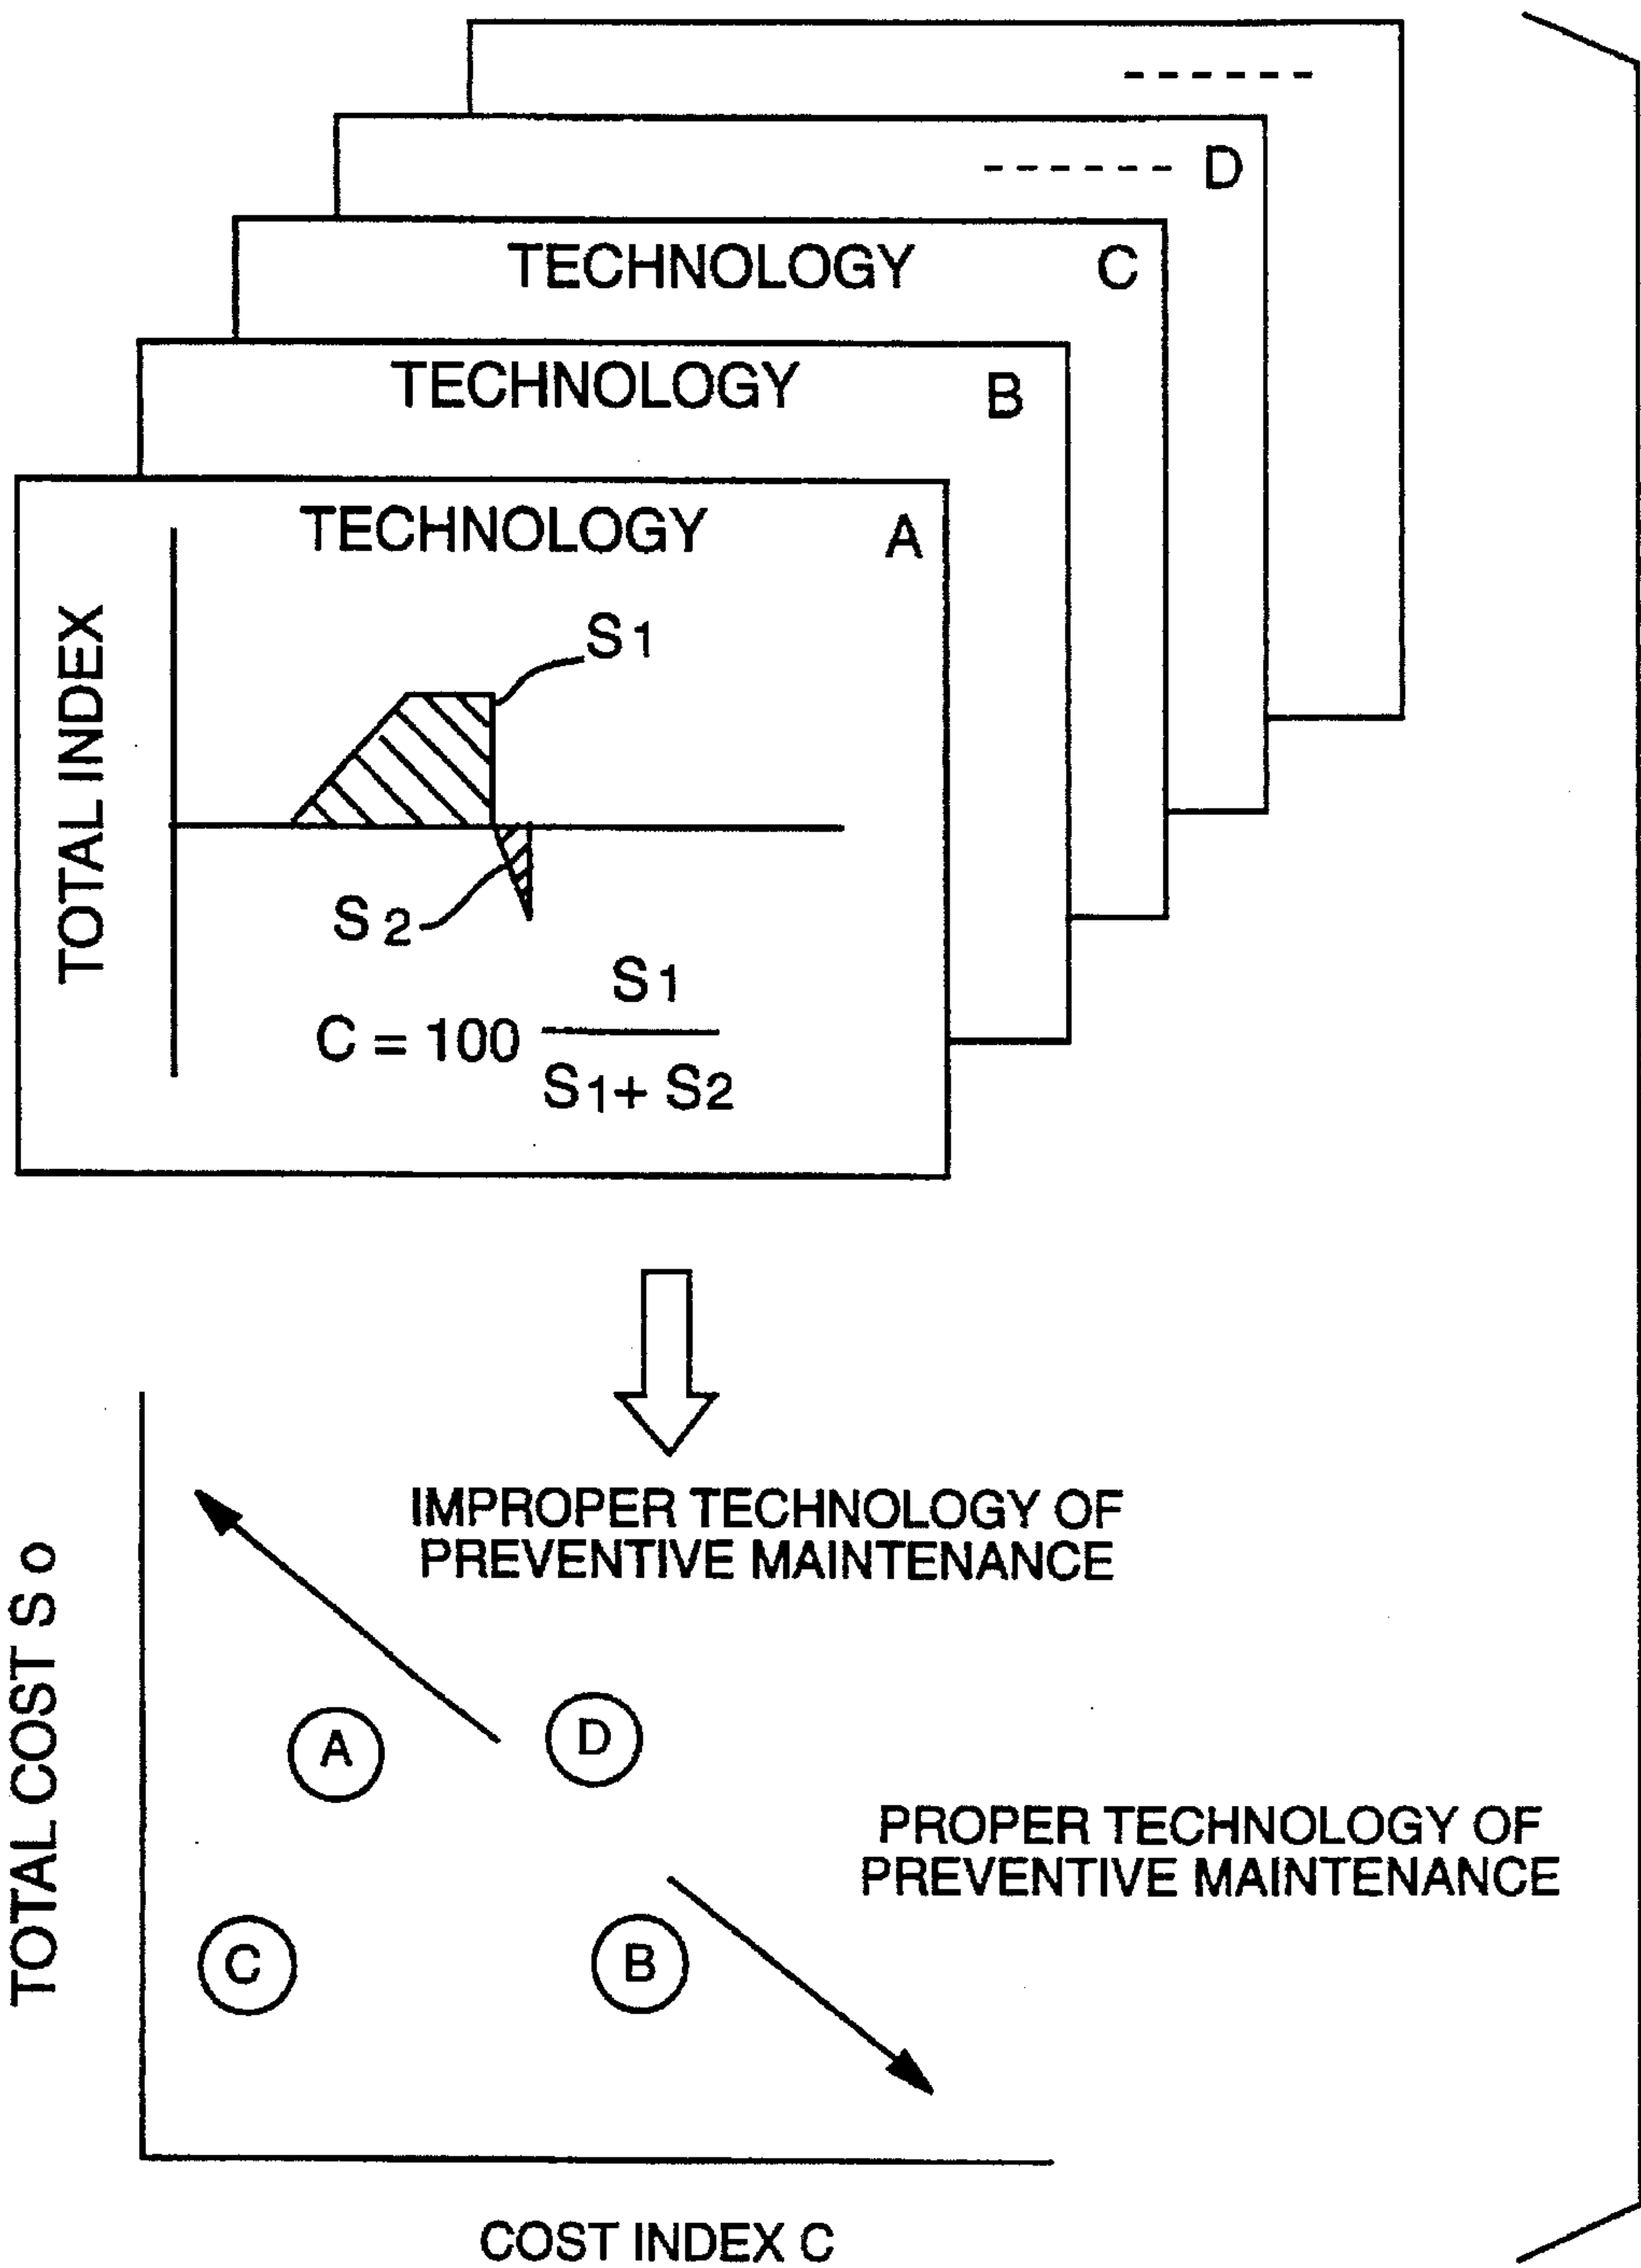 D
TECHNOLOGY C
TECHNOLOGY B
TECHNOLOGY A
TOTAL INDEX
S1
S2
C = 100 S1 / S1+ S2
IMPROPER TECHNOLOGY OF
PREVENTIVE MAINTENANCE
TOTAL COST S o
A
D
PROPER TECHNOLOGY OF
PREVENTIVE MAINTENANCE
C
B
COST INDEX C